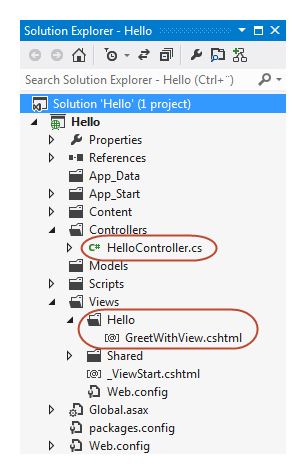 Solution Explorer - Hello
Search Solution Explorer - Hello (Ctrl+¨)
Solution 'Hello' (1 project)
Hello
Properties
References
App_Data
App_Start
Content
Controllers
C# HelloController.cs
Models
Scripts
Views
Hello
[@] GreetWithView.cshtml
Shared
[@] _ViewStart.cshtml
Web.config
Global.asax
packages.config
Web.config